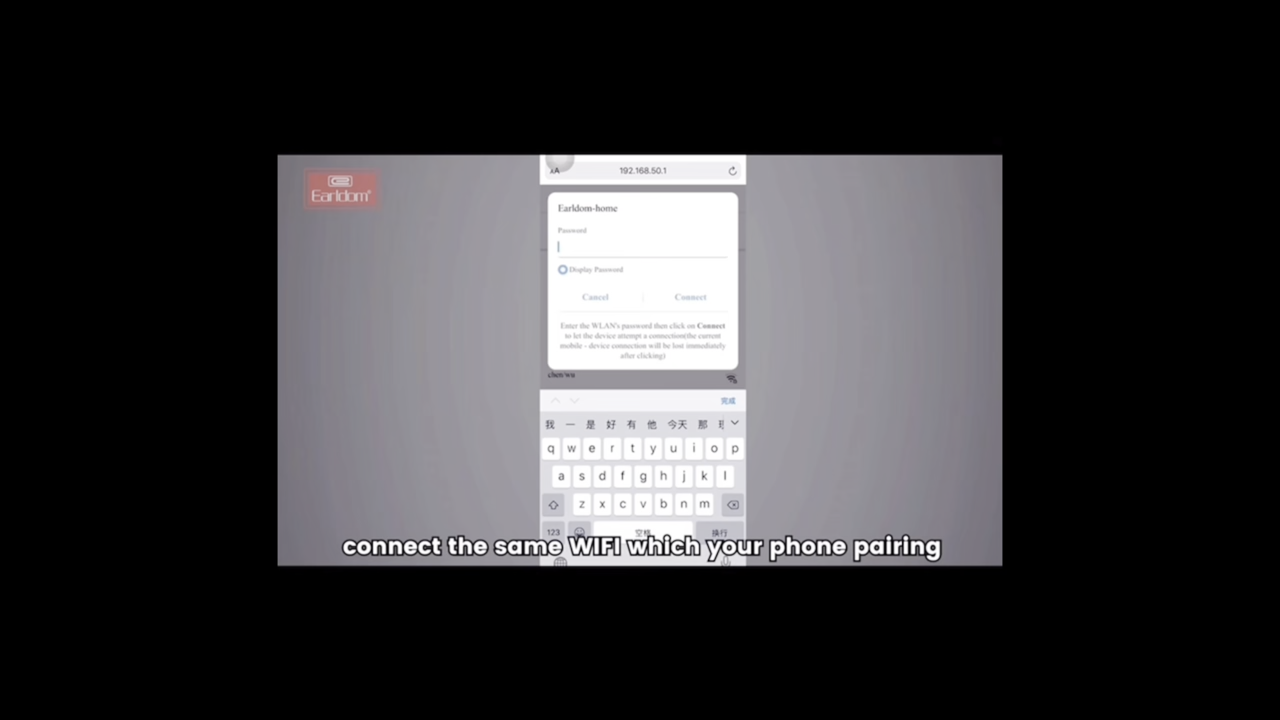 Earldom®
AA 192.168.50.1
Earldom-home
Password
Display Password
Cancel
Connect
Enter the WLAN's password then click on Connect
to let the device attempt a connection(the current
mobile - device connection will be lost immediately
after clicking)
完成
我 一 是 好 有 他 今天 那
q w e r t y u i o p
a s d f g h j k l
z x c v b n m
123 空格 换行
connect the same WIFI which your phone pairing